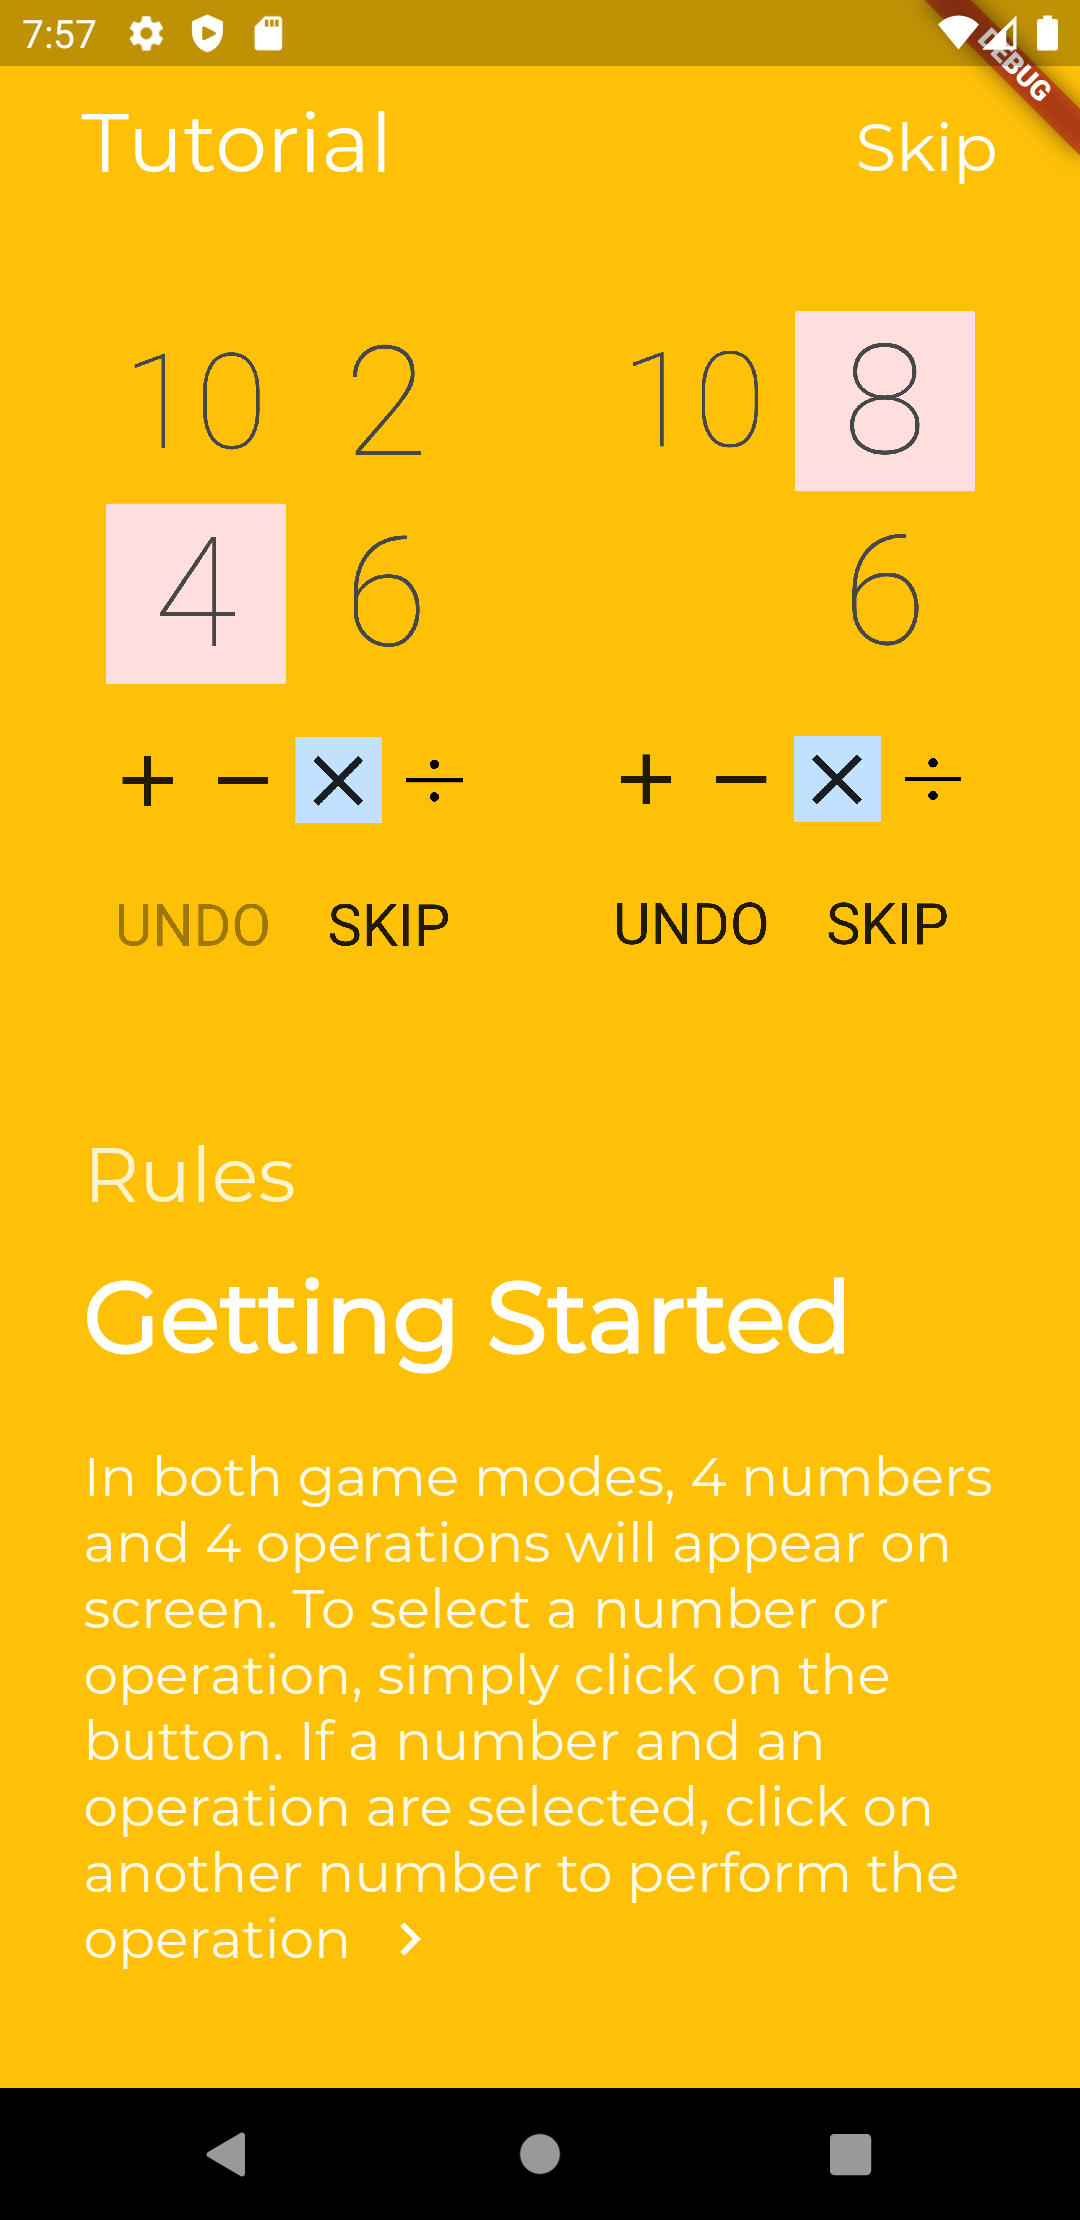 7:57
DEBUG
Tutorial
Skip
10 2 10 8
4 6 6
+ − × ÷ + − × ÷
UNDO SKIP UNDO SKIP
Rules
Getting Started
In both game modes, 4 numbers
and 4 operations will appear on
screen. To select a number or
operation, simply click on the
button. If a number and an
operation are selected, click on
another number to perform the
operation >